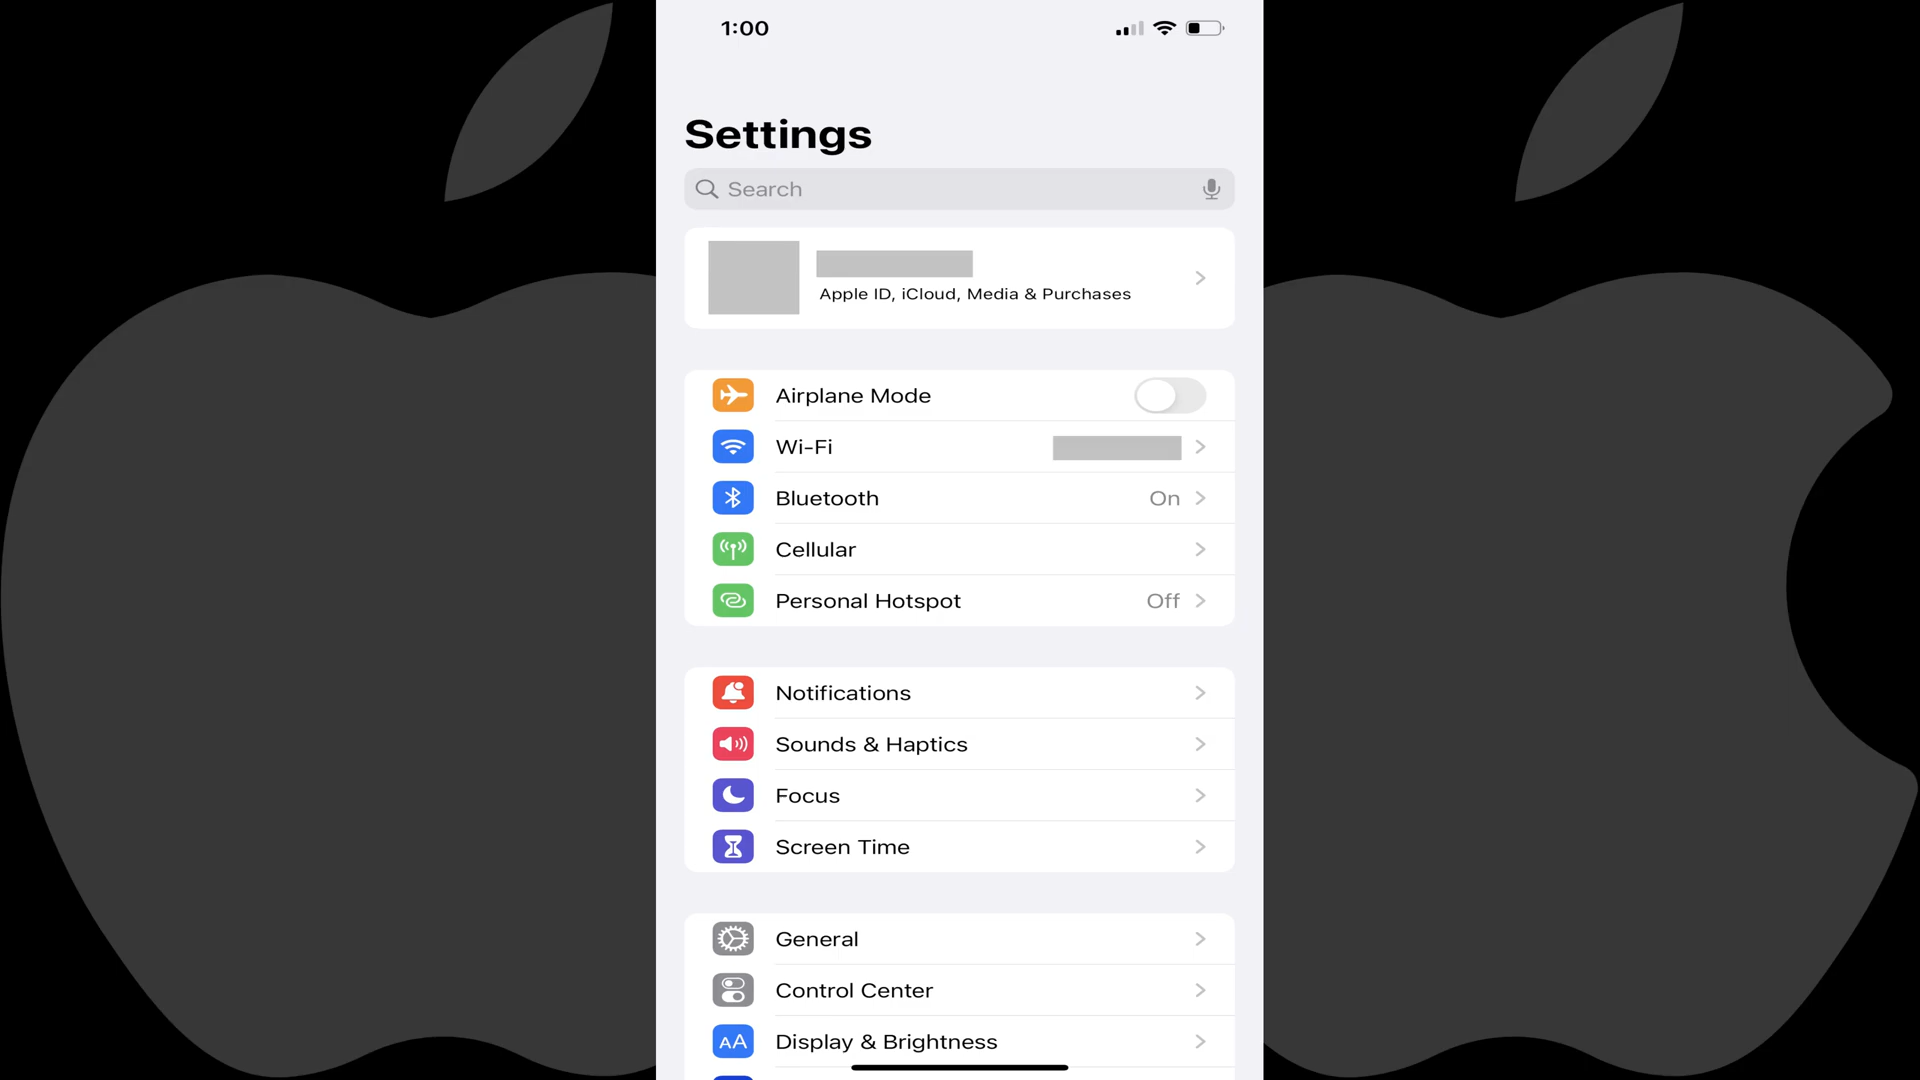 1:00
Settings
Search
Apple ID, iCloud, Media & Purchases
Airplane Mode
Wi-Fi
Bluetooth On
Cellular
Personal Hotspot Off
Notifications
Sounds & Haptics
Focus
Screen Time
General
Control Center
AA Display & Brightness